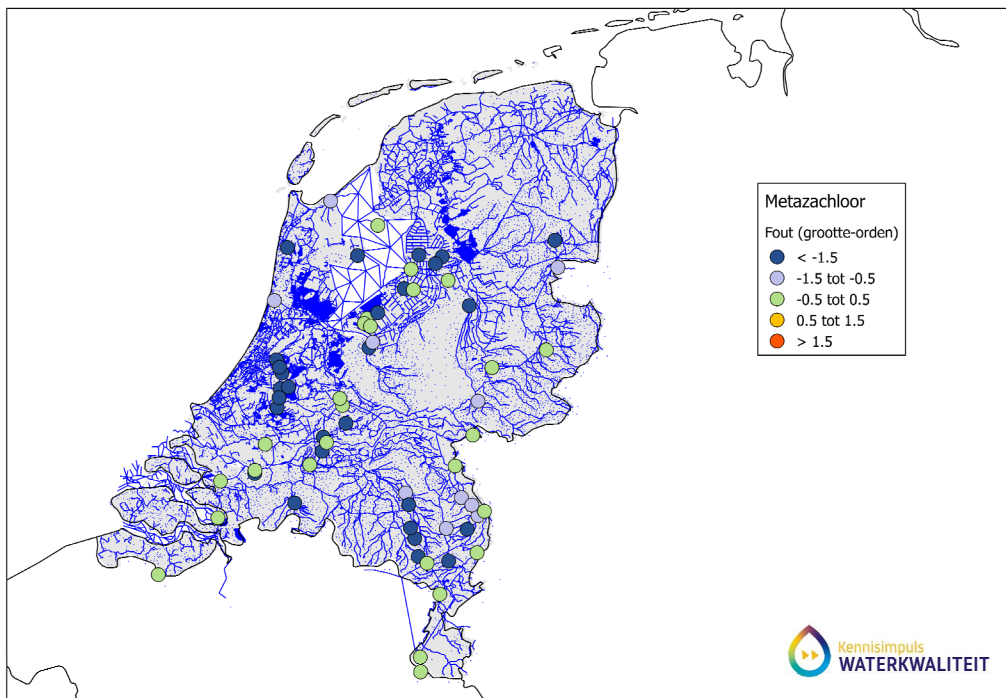 Metazachloor
Fout (grootte-orden)
< -1.5
-1.5 tot -0.5
-0.5 tot 0.5
0.5 tot 1.5
> 1.5
Kennisimpuls
WATERKWALITEIT